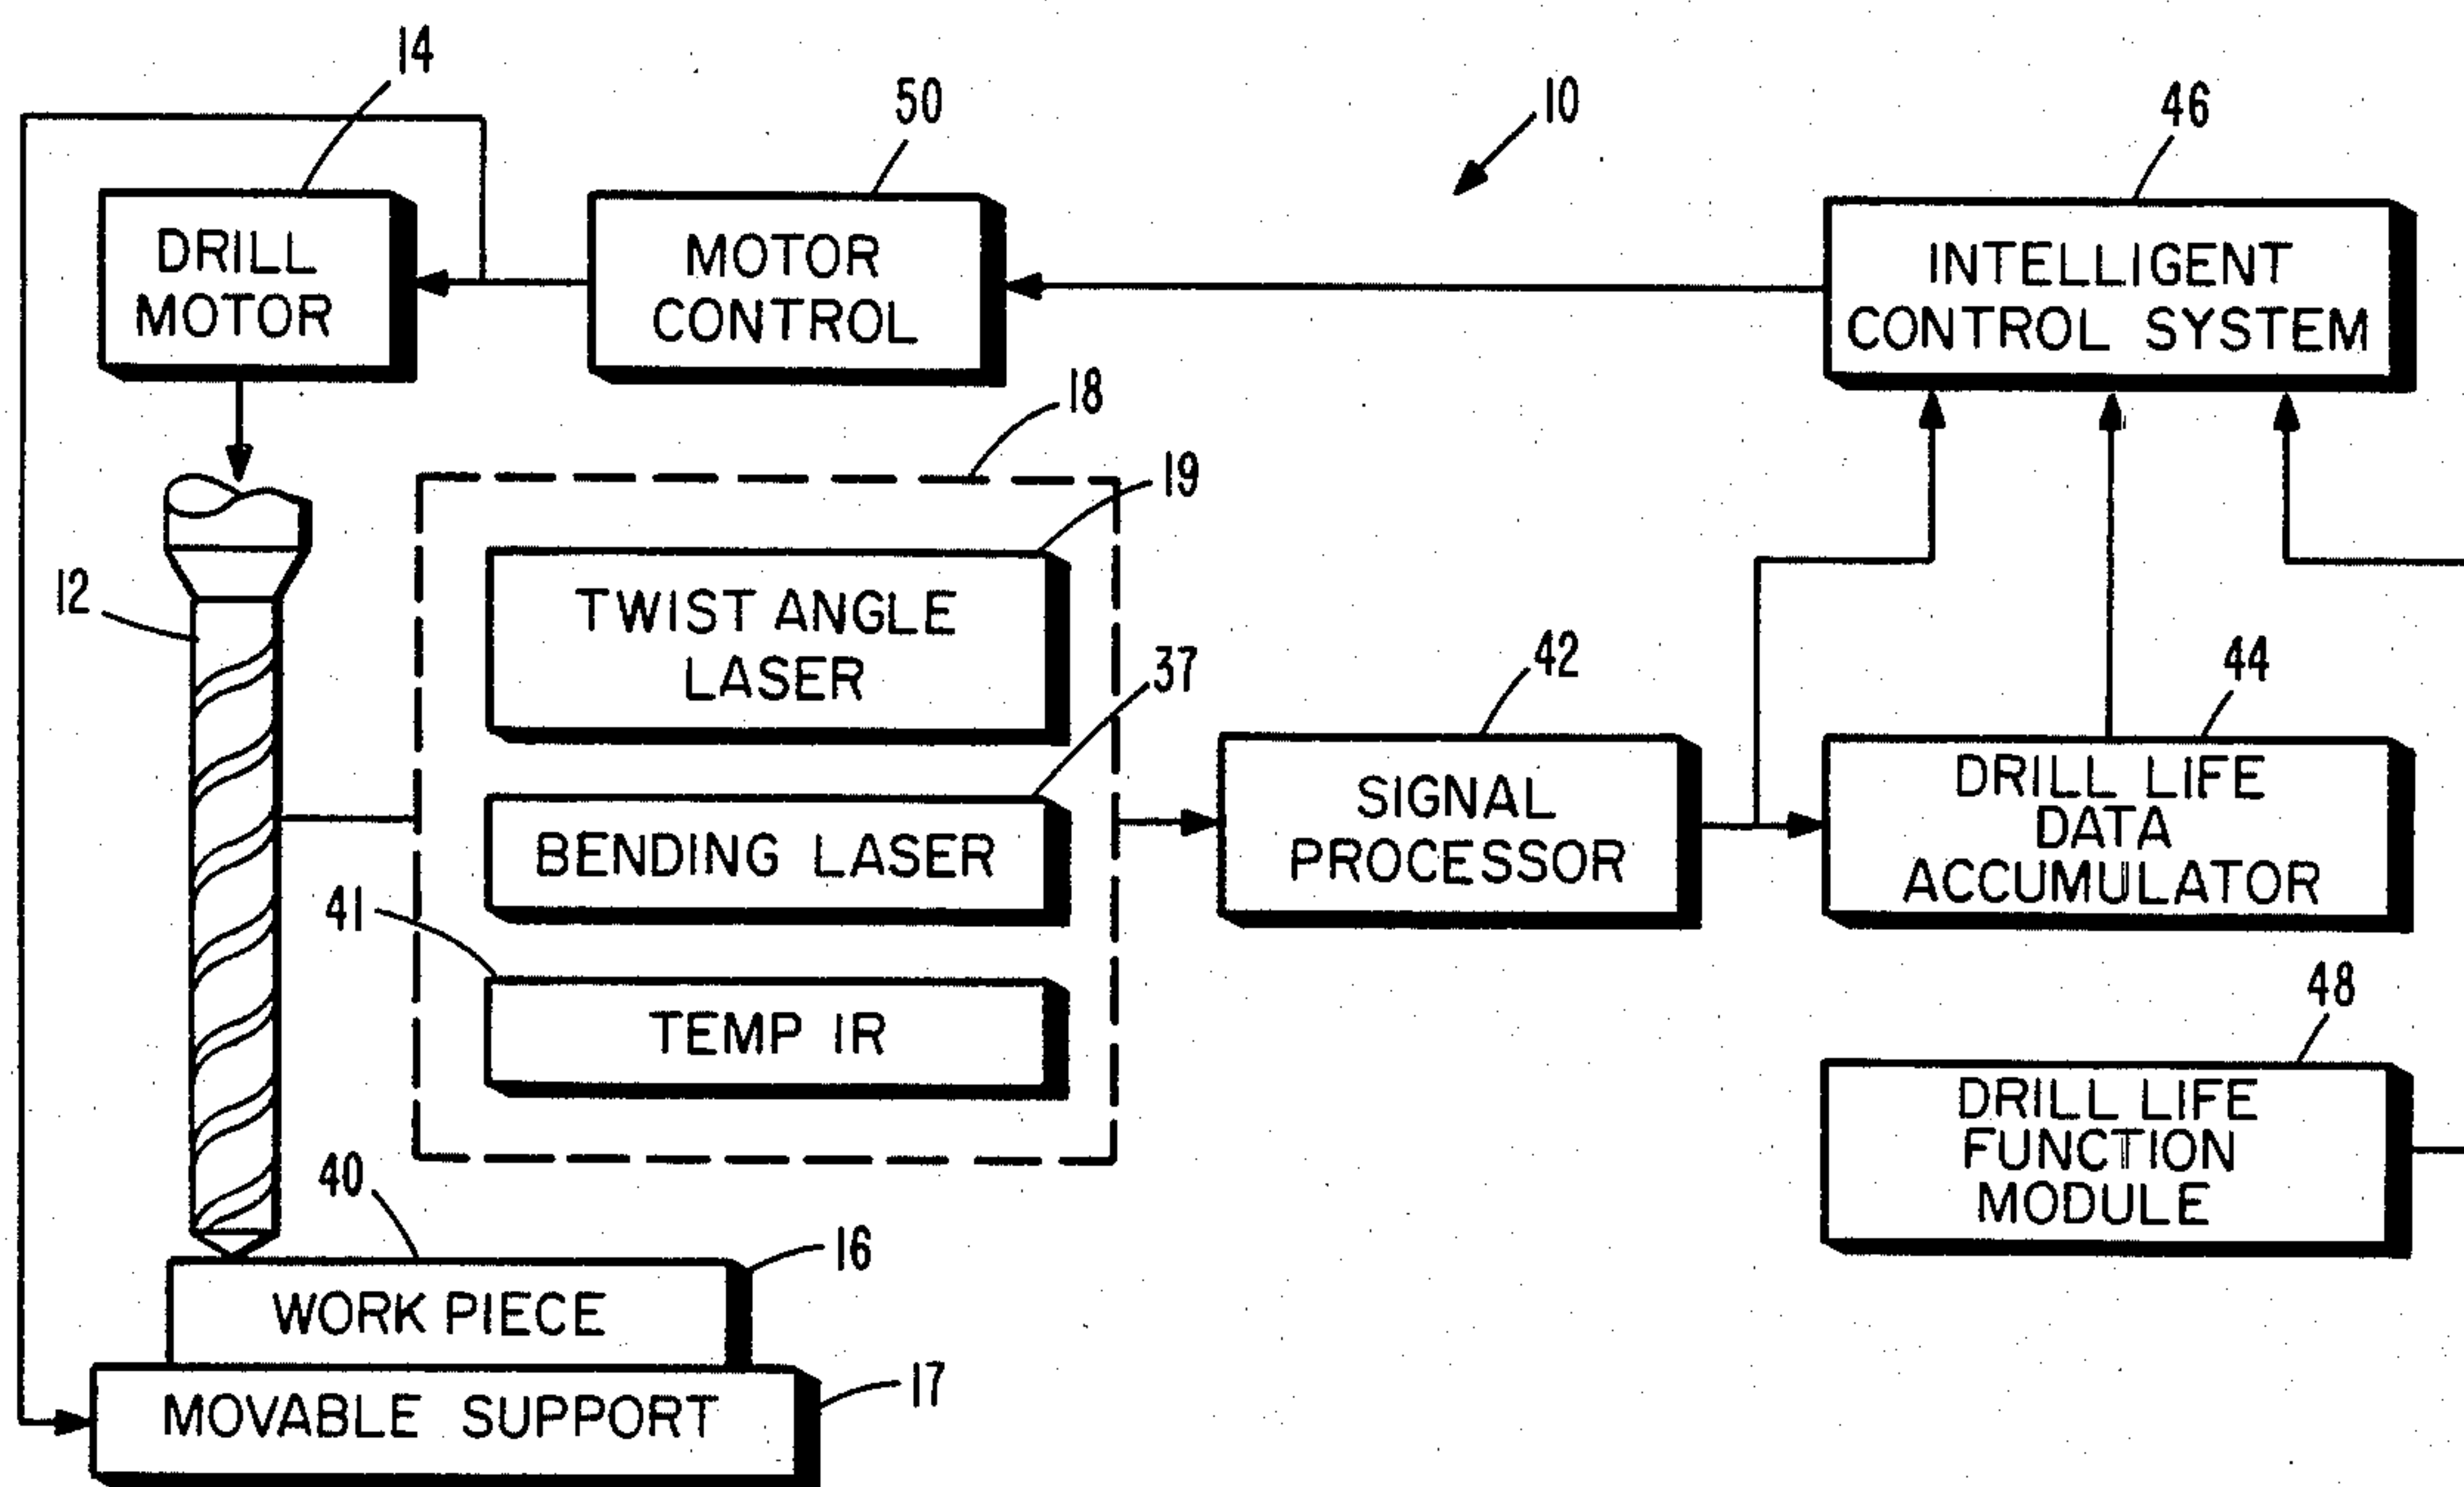 14
50
10
46
DRILL
MOTOR
MOTOR
CONTROL
INTELLIGENT
CONTROL SYSTEM
18
19
12
TWIST ANGLE
LASER
37
42
44
BENDING LASER
SIGNAL
PROCESSOR
DRILL LIFE
DATA
ACCUMULATOR
41
TEMP IR
48
DRILL LIFE
FUNCTION
MODULE
40
16
WORK PIECE
17
MOVABLE SUPPORT